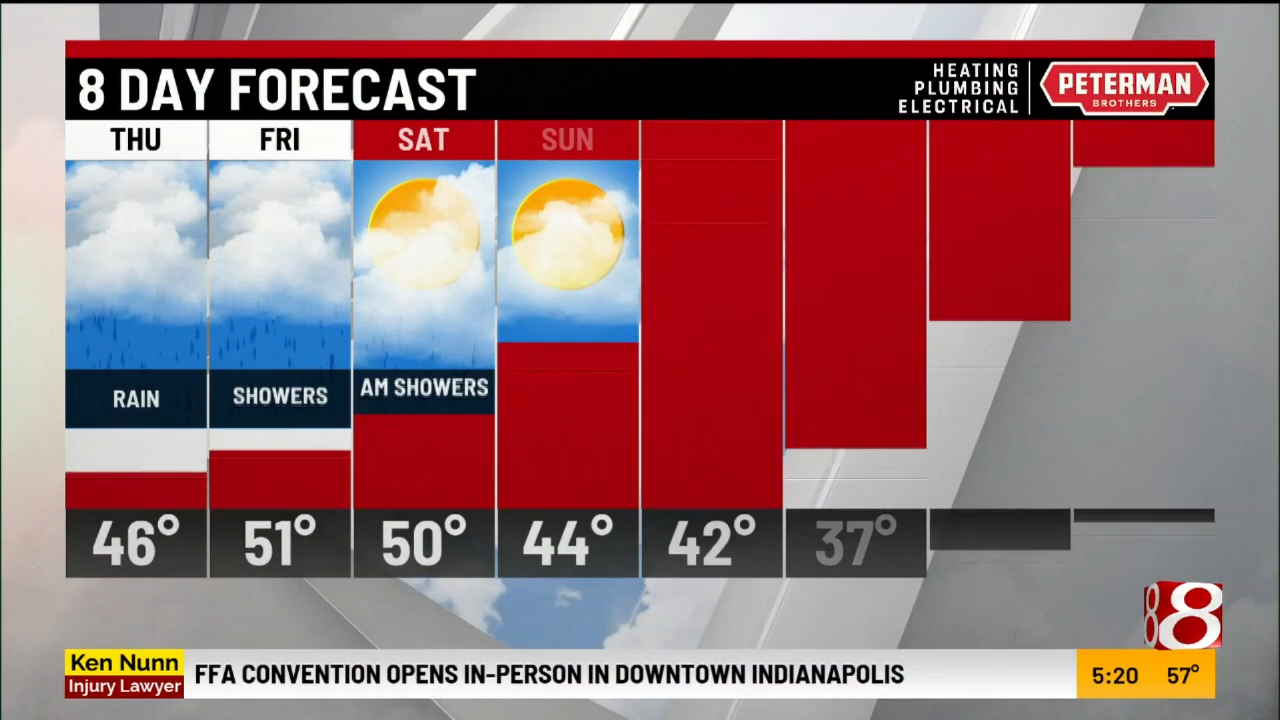 8 DAY FORECAST
HEATING
PLUMBING
ELECTRICAL
PETERMAN
BROTHERS
THU
FRI
SAT
SUN
RAIN
SHOWERS
AM SHOWERS
46°
51°
50°
44°
42°
37°
8
8
8
Ken Nunn
Injury Lawyer
FFA CONVENTION OPENS IN-PERSON IN DOWNTOWN INDIANAPOLIS
5:20
57°